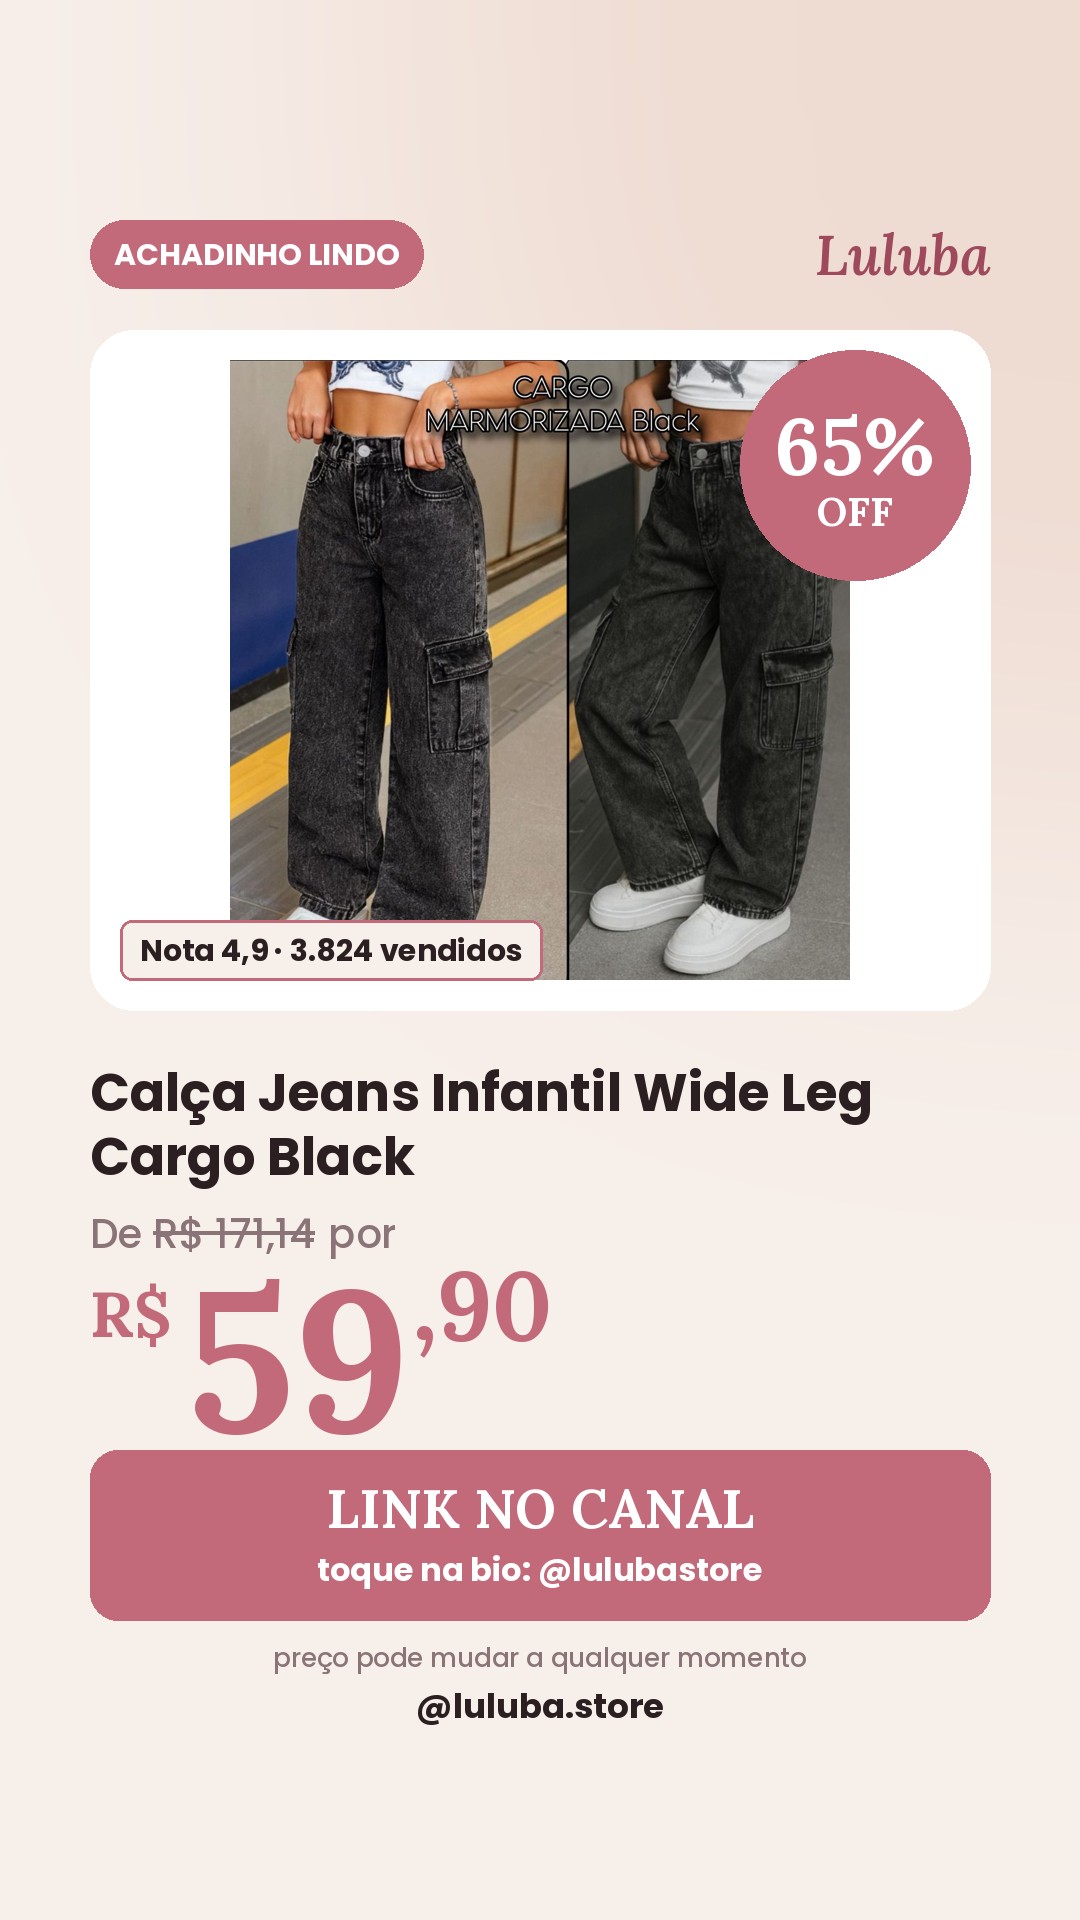 ACHADINHO LINDO
Luluba
CARGO
MARMORIZADA Black
65%
OFF
Nota 4,9 · 3.824 vendidos
Calça Jeans Infantil Wide Leg
Cargo Black
De R$ 171,14 por
R$ 59,90
LINK NO CANAL
toque na bio: @lulubastore
preço pode mudar a qualquer momento
@luluba.store